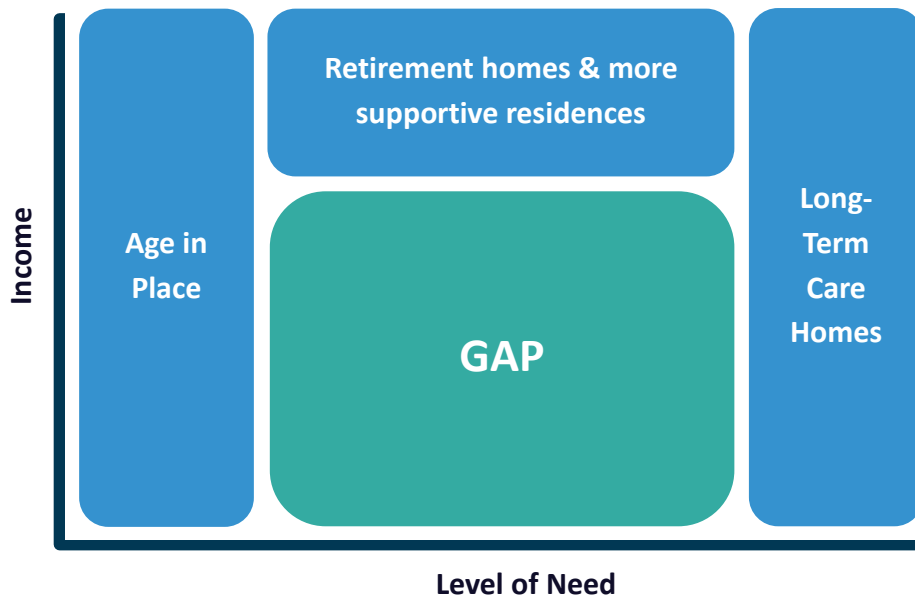 Retirement homes & more
supportive residences
Age in
Place
Long-
Term
Care
Homes
GAP
Income
Level of Need